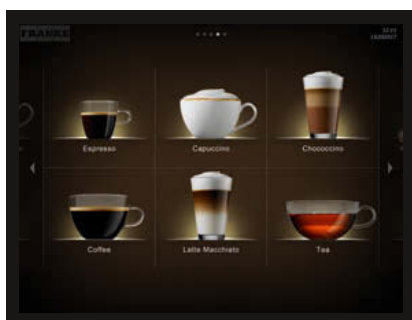 FRANKE
Espresso
Capuccino
Chococcino
Coffee
Latte Macchiato
Tea